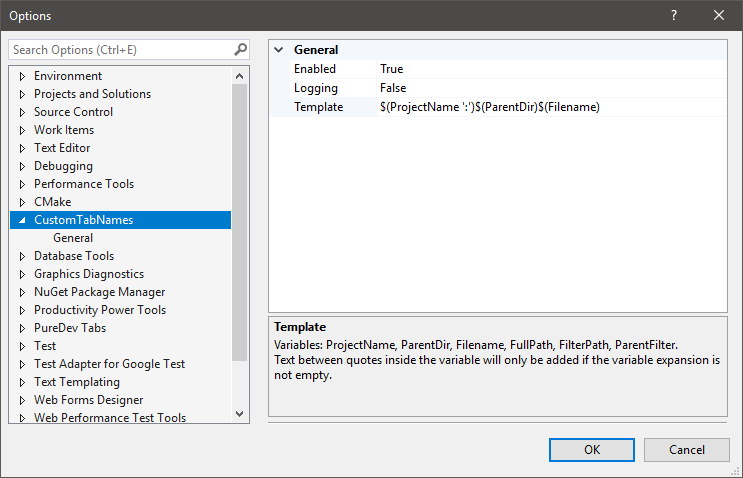 Options
Search Options (Ctrl+E)
Environment
Projects and Solutions
Source Control
Work Items
Text Editor
Debugging
Performance Tools
CMake
CustomTabNames
General
Database Tools
Graphics Diagnostics
NuGet Package Manager
Productivity Power Tools
PureDev Tabs
Test
Test Adapter for Google Test
Text Templating
Web Forms Designer
Web Performance Test Tools
General
Enabled True
Logging False
Template $(ProjectName ':')$(ParentDir)$(Filename)
Template
Variables: ProjectName, ParentDir, Filename, FullPath, FilterPath, ParentFilter.
Text between quotes inside the variable will only be added if the variable expansion is
not empty.
OK Cancel